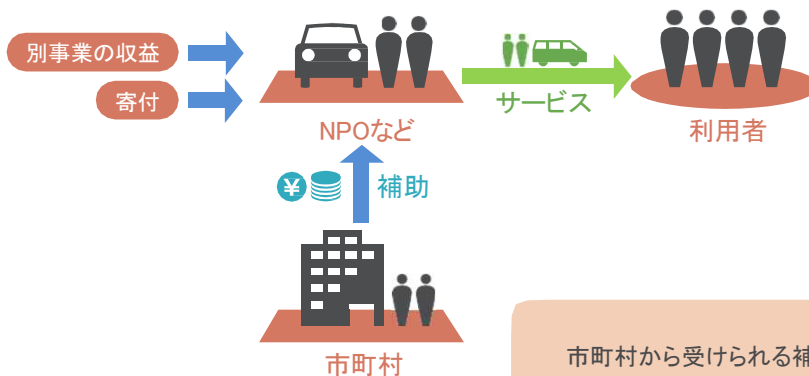 別事業の収益
寄付
NPOなど
サービス
利用者
¥
補助
市町村
市町村から受けられる補